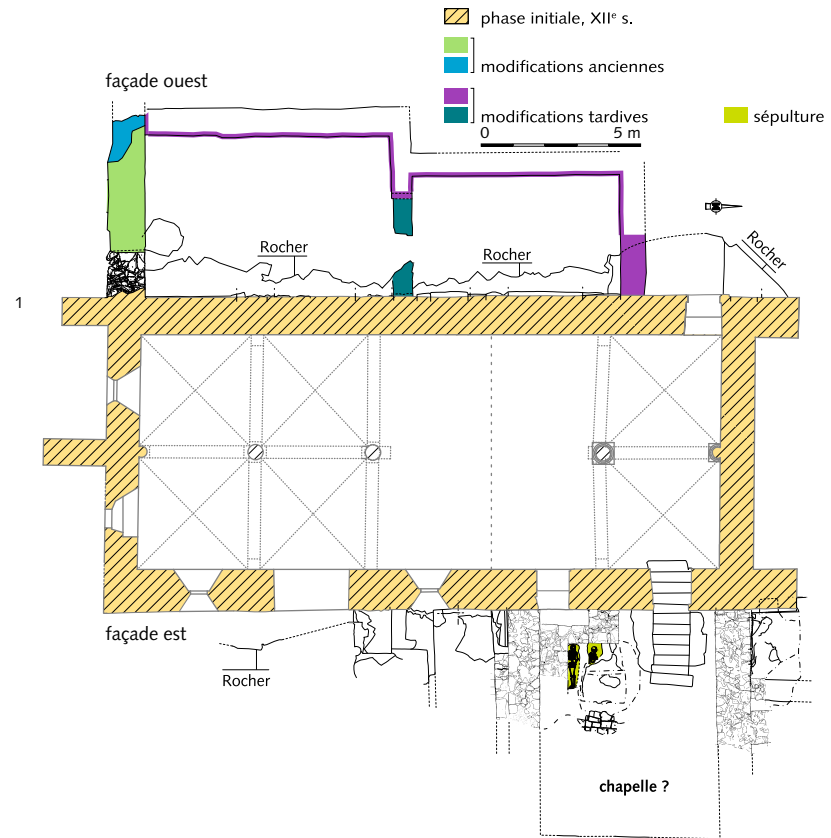 phase initiale, XIIᵉ s.
modifications anciennes
façade ouest
modifications tardives
sépulture
0 5 m
Rocher
Rocher
Rocher
1
façade est
Rocher
chapelle ?